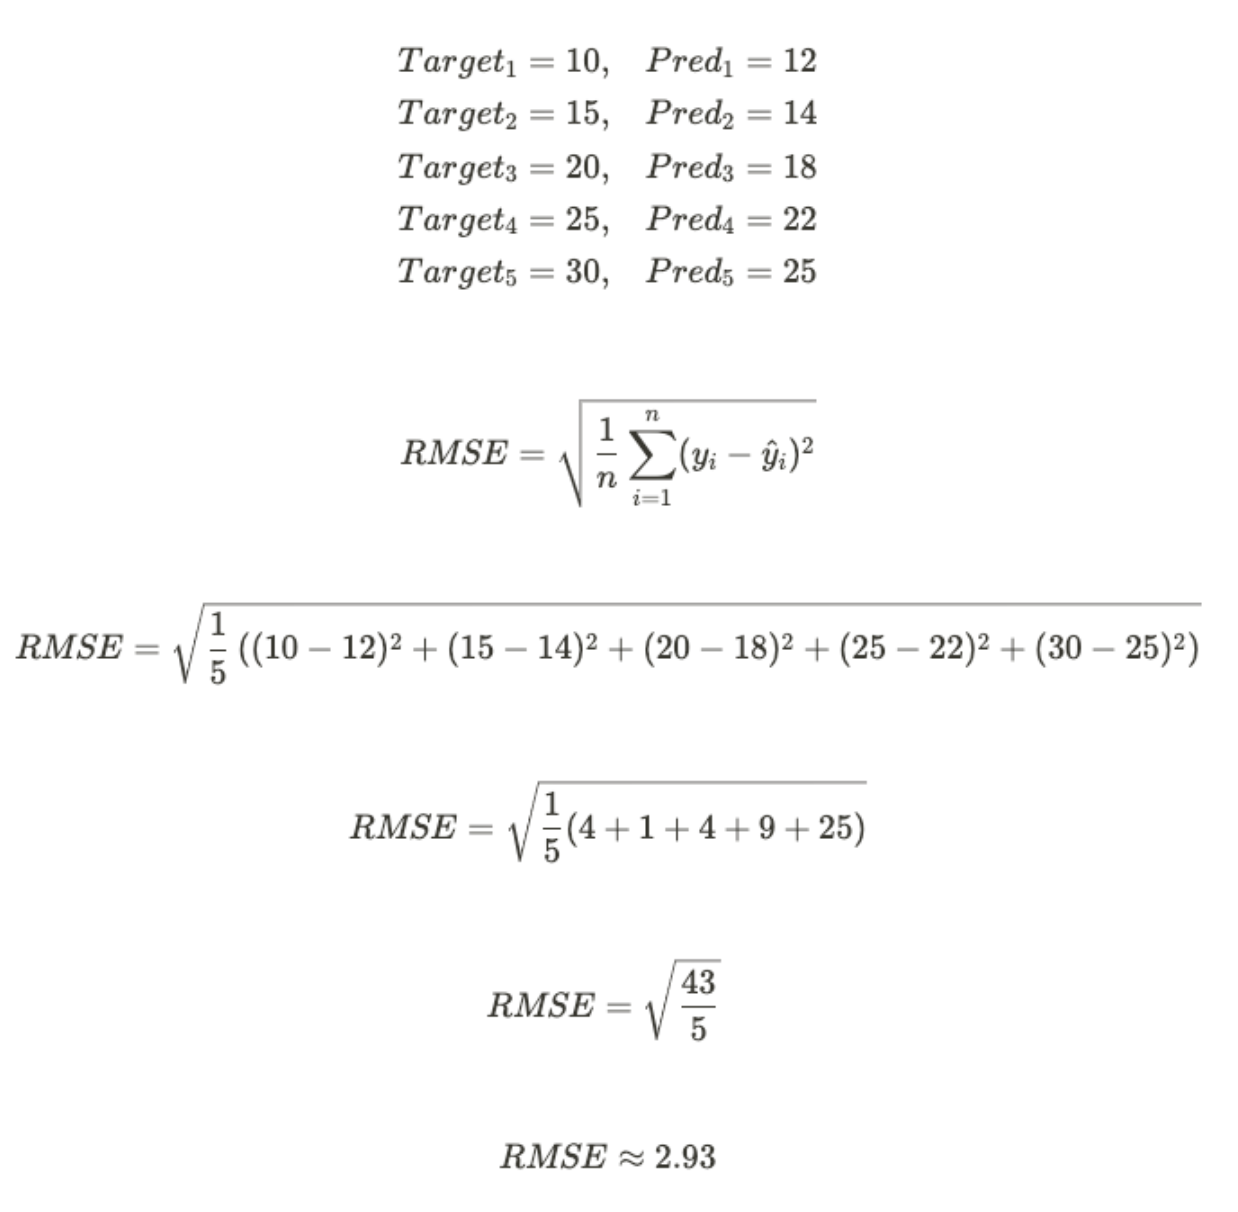 Target₁ = 10, Pred₁ = 12
Target₂ = 15, Pred₂ = 14
Target₃ = 20, Pred₃ = 18
Target₄ = 25, Pred₄ = 22
Target₅ = 30, Pred₅ = 25
RMSE = √(1/n ∑ᵢ₌₁ⁿ (yᵢ − ŷᵢ)²)
RMSE = √(1/5 ((10 − 12)² + (15 − 14)² + (20 − 18)² + (25 − 22)² + (30 − 25)²))
RMSE = √(1/5 (4 + 1 + 4 + 9 + 25))
RMSE = √(43/5)
RMSE ≈ 2.93